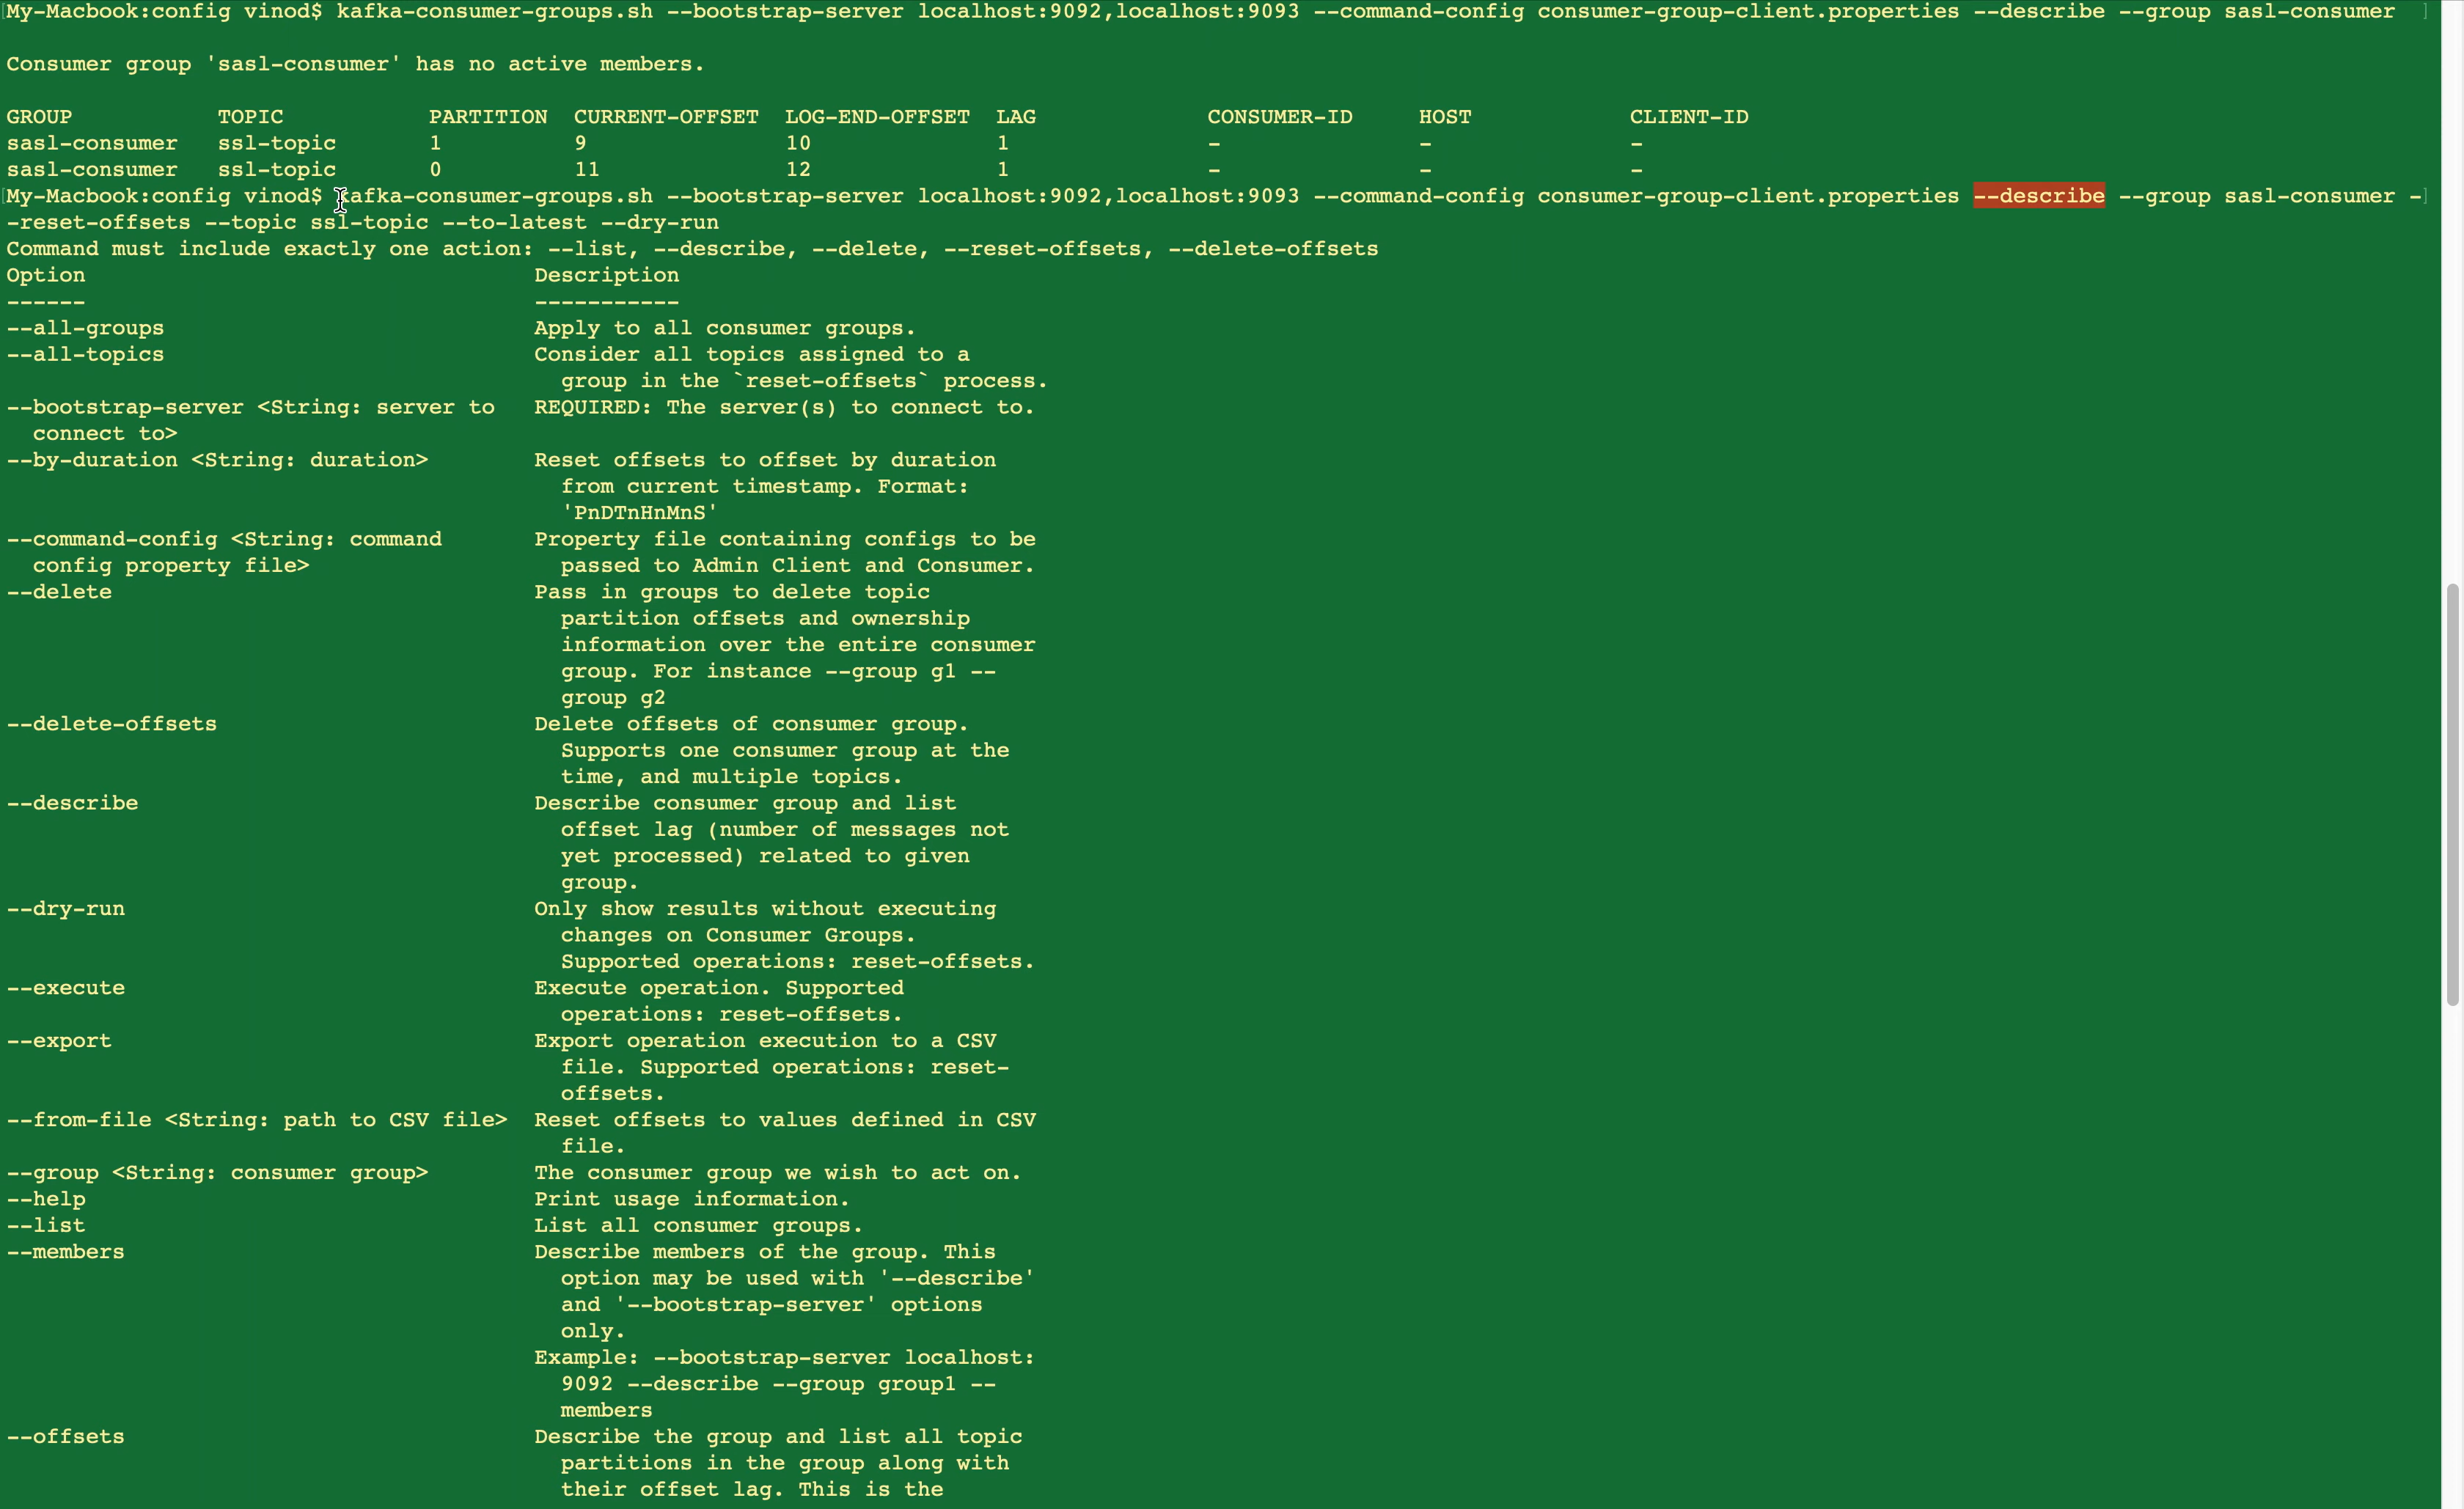 My-Macbook:config vinod$ kafka-consumer-groups.sh --bootstrap-server localhost:9092,localhost:9093 --command-config consumer-group-client.properties --describe --group sasl-consumer
Consumer group 'sasl-consumer' has no active members.
GROUP TOPIC PARTITION CURRENT-OFFSET LOG-END-OFFSET LAG CONSUMER-ID HOST CLIENT-ID
sasl-consumer ssl-topic 1 9 10 1 - - -
sasl-consumer ssl-topic 0 11 12 1 - - -
My-Macbook:config vinod$ kafka-consumer-groups.sh --bootstrap-server localhost:9092,localhost:9093 --command-config consumer-group-client.properties --describe --group sasl-consumer -
-reset-offsets --topic ssl-topic --to-latest --dry-run
Command must include exactly one action: --list, --describe, --delete, --reset-offsets, --delete-offsets
Option Description
------ -----------
--all-groups Apply to all consumer groups.
--all-topics Consider all topics assigned to a
group in the `reset-offsets` process.
--bootstrap-server <String: server to REQUIRED: The server(s) to connect to.
connect to>
--by-duration <String: duration> Reset offsets to offset by duration
from current timestamp. Format:
'PnDTnHnMnS'
--command-config <String: command Property file containing configs to be
config property file> passed to Admin Client and Consumer.
--delete Pass in groups to delete topic
partition offsets and ownership
information over the entire consumer
group. For instance --group g1 --
group g2
--delete-offsets Delete offsets of consumer group.
Supports one consumer group at the
time, and multiple topics.
--describe Describe consumer group and list
offset lag (number of messages not
yet processed) related to given
group.
--dry-run Only show results without executing
changes on Consumer Groups.
Supported operations: reset-offsets.
--execute Execute operation. Supported
operations: reset-offsets.
--export Export operation execution to a CSV
file. Supported operations: reset-
offsets.
--from-file <String: path to CSV file> Reset offsets to values defined in CSV
file.
--group <String: consumer group> The consumer group we wish to act on.
--help Print usage information.
--list List all consumer groups.
--members Describe members of the group. This
option may be used with '--describe'
and '--bootstrap-server' options
only.
Example: --bootstrap-server localhost:
9092 --describe --group group1 --
members
--offsets Describe the group and list all topic
partitions in the group along with
their offset lag. This is the